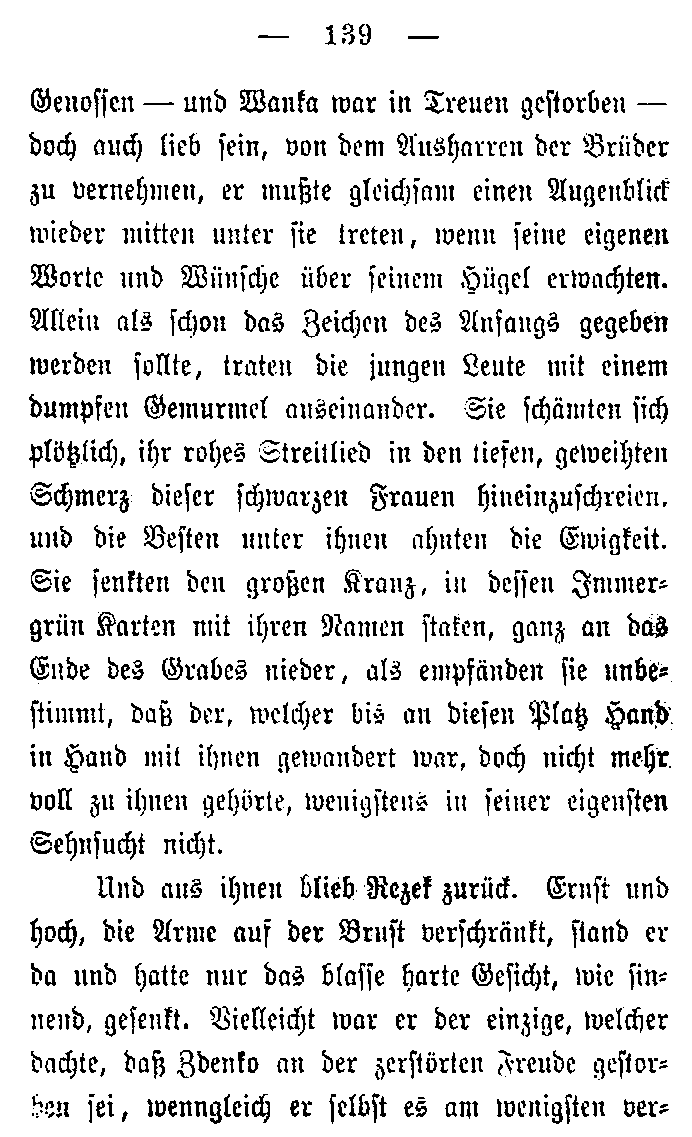 — 139 —
Genossen — und Wanka war in Treuen gestorben —
doch auch lieb sein, von dem Ausharren der Brüder
zu vernehmen, er mußte gleichsam einen Augenblick
wieder mitten unter sie treten, wenn seine eigenen
Worte und Wünsche über seinem Hügel erwachten.
Allein als schon das Zeichen des Anfangs gegeben
werden sollte, traten die jungen Leute mit einem
dumpfen Gemurmel auseinander. Sie schämten sich
plötzlich, ihr rohes Streitlied in den tiefen, geweihten
Schmerz dieser schwarzen Frauen hineinzuschreien,
und die Besten unter ihnen ahnten die Ewigkeit.
Sie senkten den großen Kranz, in dessen Immer-
grün Karten mit ihren Namen staken, ganz an das
Ende des Grabes nieder, als empfänden sie unbe-
stimmt, daß der, welcher bis an diesen Platz Hand
in Hand mit ihnen gewandert war, doch nicht mehr
voll zu ihnen gehörte, wenigstens in seiner eigensten
Sehnsucht nicht.
Und aus ihnen blieb Rezek zurück. Ernst und
hoch, die Arme auf der Brust verschränkt, stand er
da und hatte nur das blasse harte Gesicht, wie sin-
nend, gesenkt. Vielleicht war er der einzige, welcher
dachte, daß Zdenko an der zerstörten Freude gestor-
ben sei, wenngleich er selbst es am wenigsten ver-